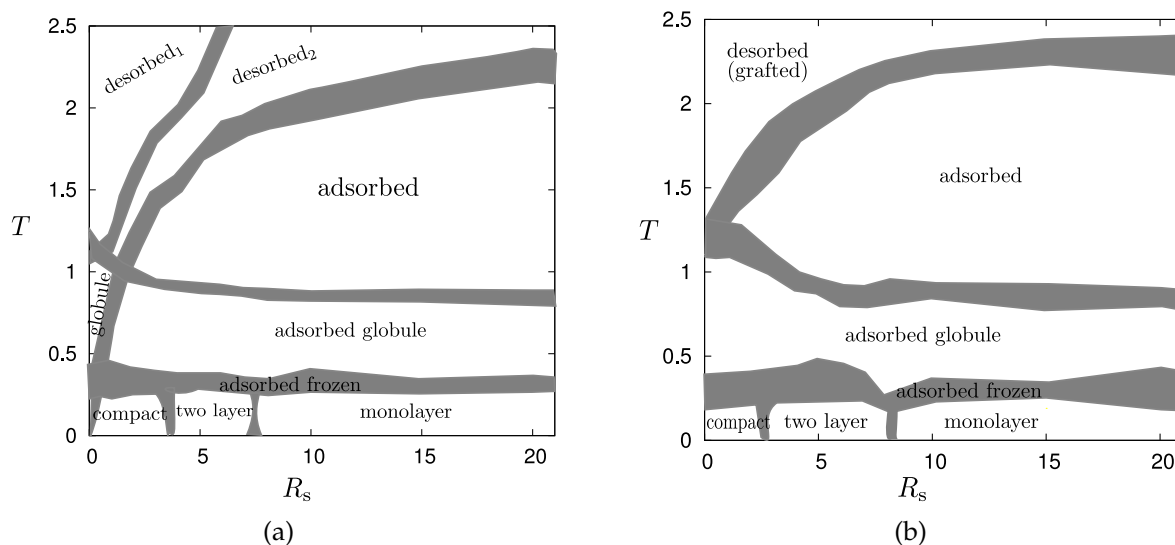 2.5
2
1.5
1
0.5
0
T
desorbed₁
desorbed₂
adsorbed
globule
adsorbed globule
adsorbed frozen
compact
two layer
monolayer
0
5
10
15
20
Rₛ
(a)
2.5
2
1.5
1
0.5
0
T
desorbed
(grafted)
adsorbed
adsorbed globule
adsorbed frozen
compact
two layer
monolayer
0
5
10
15
20
Rₛ
(b)